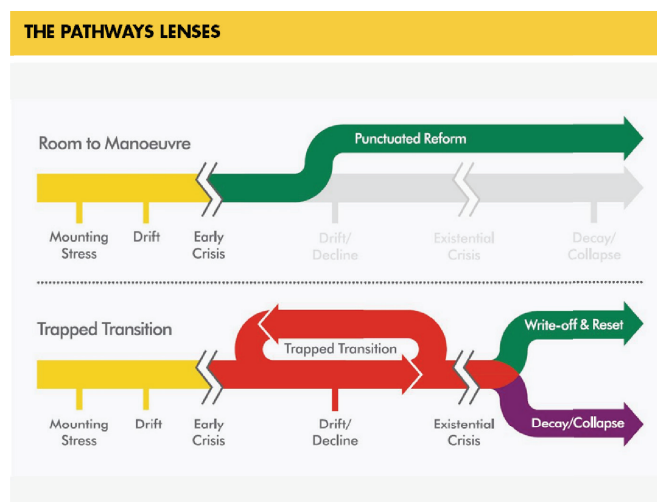 THE PATHWAYS LENSES
Room to Manoeuvre
Punctuated Reform
Mounting
Stress
Drift
Early
Crisis
Drift/
Decline
Existential
Crisis
Decay/
Collapse
Trapped Transition
Trapped Transition
Write-off & Reset
Decay/Collapse
Mounting
Stress
Drift
Early
Crisis
Drift/
Decline
Existential
Crisis